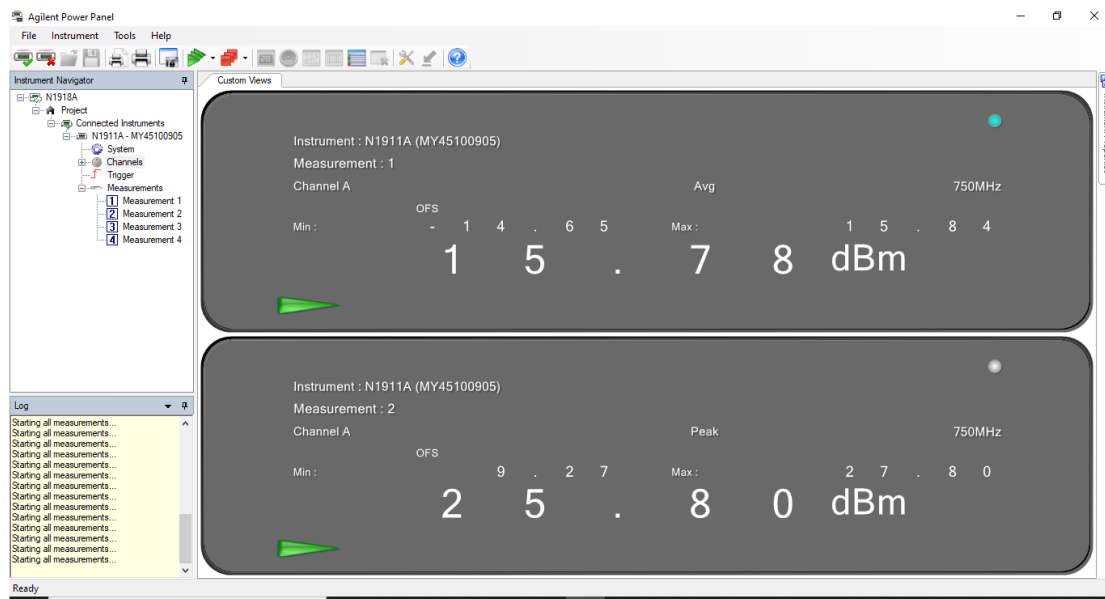 Agilent Power Panel
File Instrument Tools Help
Instrument Navigator
Custom Views
N1918A
Project
Connected Instruments
N1911A - MY45100905
System
Channels
Trigger
Measurements
1 Measurement 1
2 Measurement 2
3 Measurement 3
4 Measurement 4
Instrument : N1911A (MY45100905)
Measurement : 1
Channel A Avg 750MHz
OFS
Min : - 1 4 . 6 5 Max : 1 5 . 8 4
1 5 . 7 8 dBm
Instrument : N1911A (MY45100905)
Measurement : 2
Channel A Peak 750MHz
OFS
Min : 9 . 2 7 Max : 2 7 . 8 0
2 5 . 8 0 dBm
Log
Starting all measurements...
Starting all measurements...
Starting all measurements...
Starting all measurements...
Starting all measurements...
Starting all measurements...
Starting all measurements...
Starting all measurements...
Starting all measurements...
Starting all measurements...
Starting all measurements...
Starting all measurements...
Starting all measurements...
Starting all measurements...
Ready